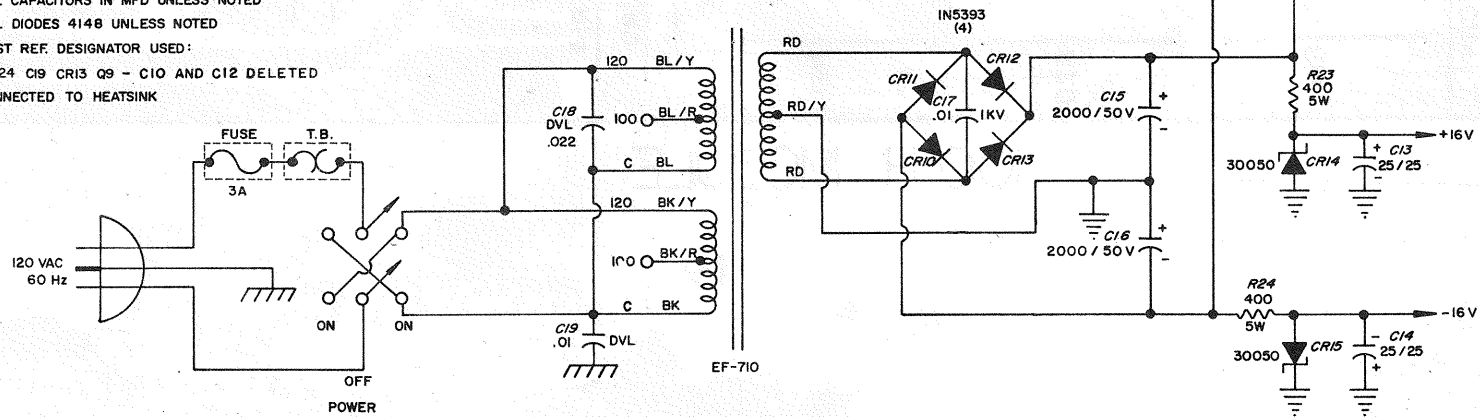 CAPACITORS IN MFD UNLESS NOTED
DIODES 4148 UNLESS NOTED
REF. DESIGNATOR USED:
24 C19 CR13 Q9 - C10 AND C12 DELETED
TO HEATSINK
FUSE
T.B.
3A
120 VAC
60 Hz
ON
ON
OFF
POWER
120
BL/Y
C18
DVL
.022
100
BL/R
C
BL
120
BK/Y
100
BK/R
C
BK
C19
.01
DVL
EF-710
RD
RD/Y
RD
IN5393
(4)
CR11
CR12
C17
.01
1KV
CR10
CR13
C15
2000/50V
+
-
C16
2000/50V
+
-
R23
400
5W
+16V
30050
CR14
+
C13
25/25
-
R24
400
5W
-16V
30050
CR15
-
C14
25/25
+